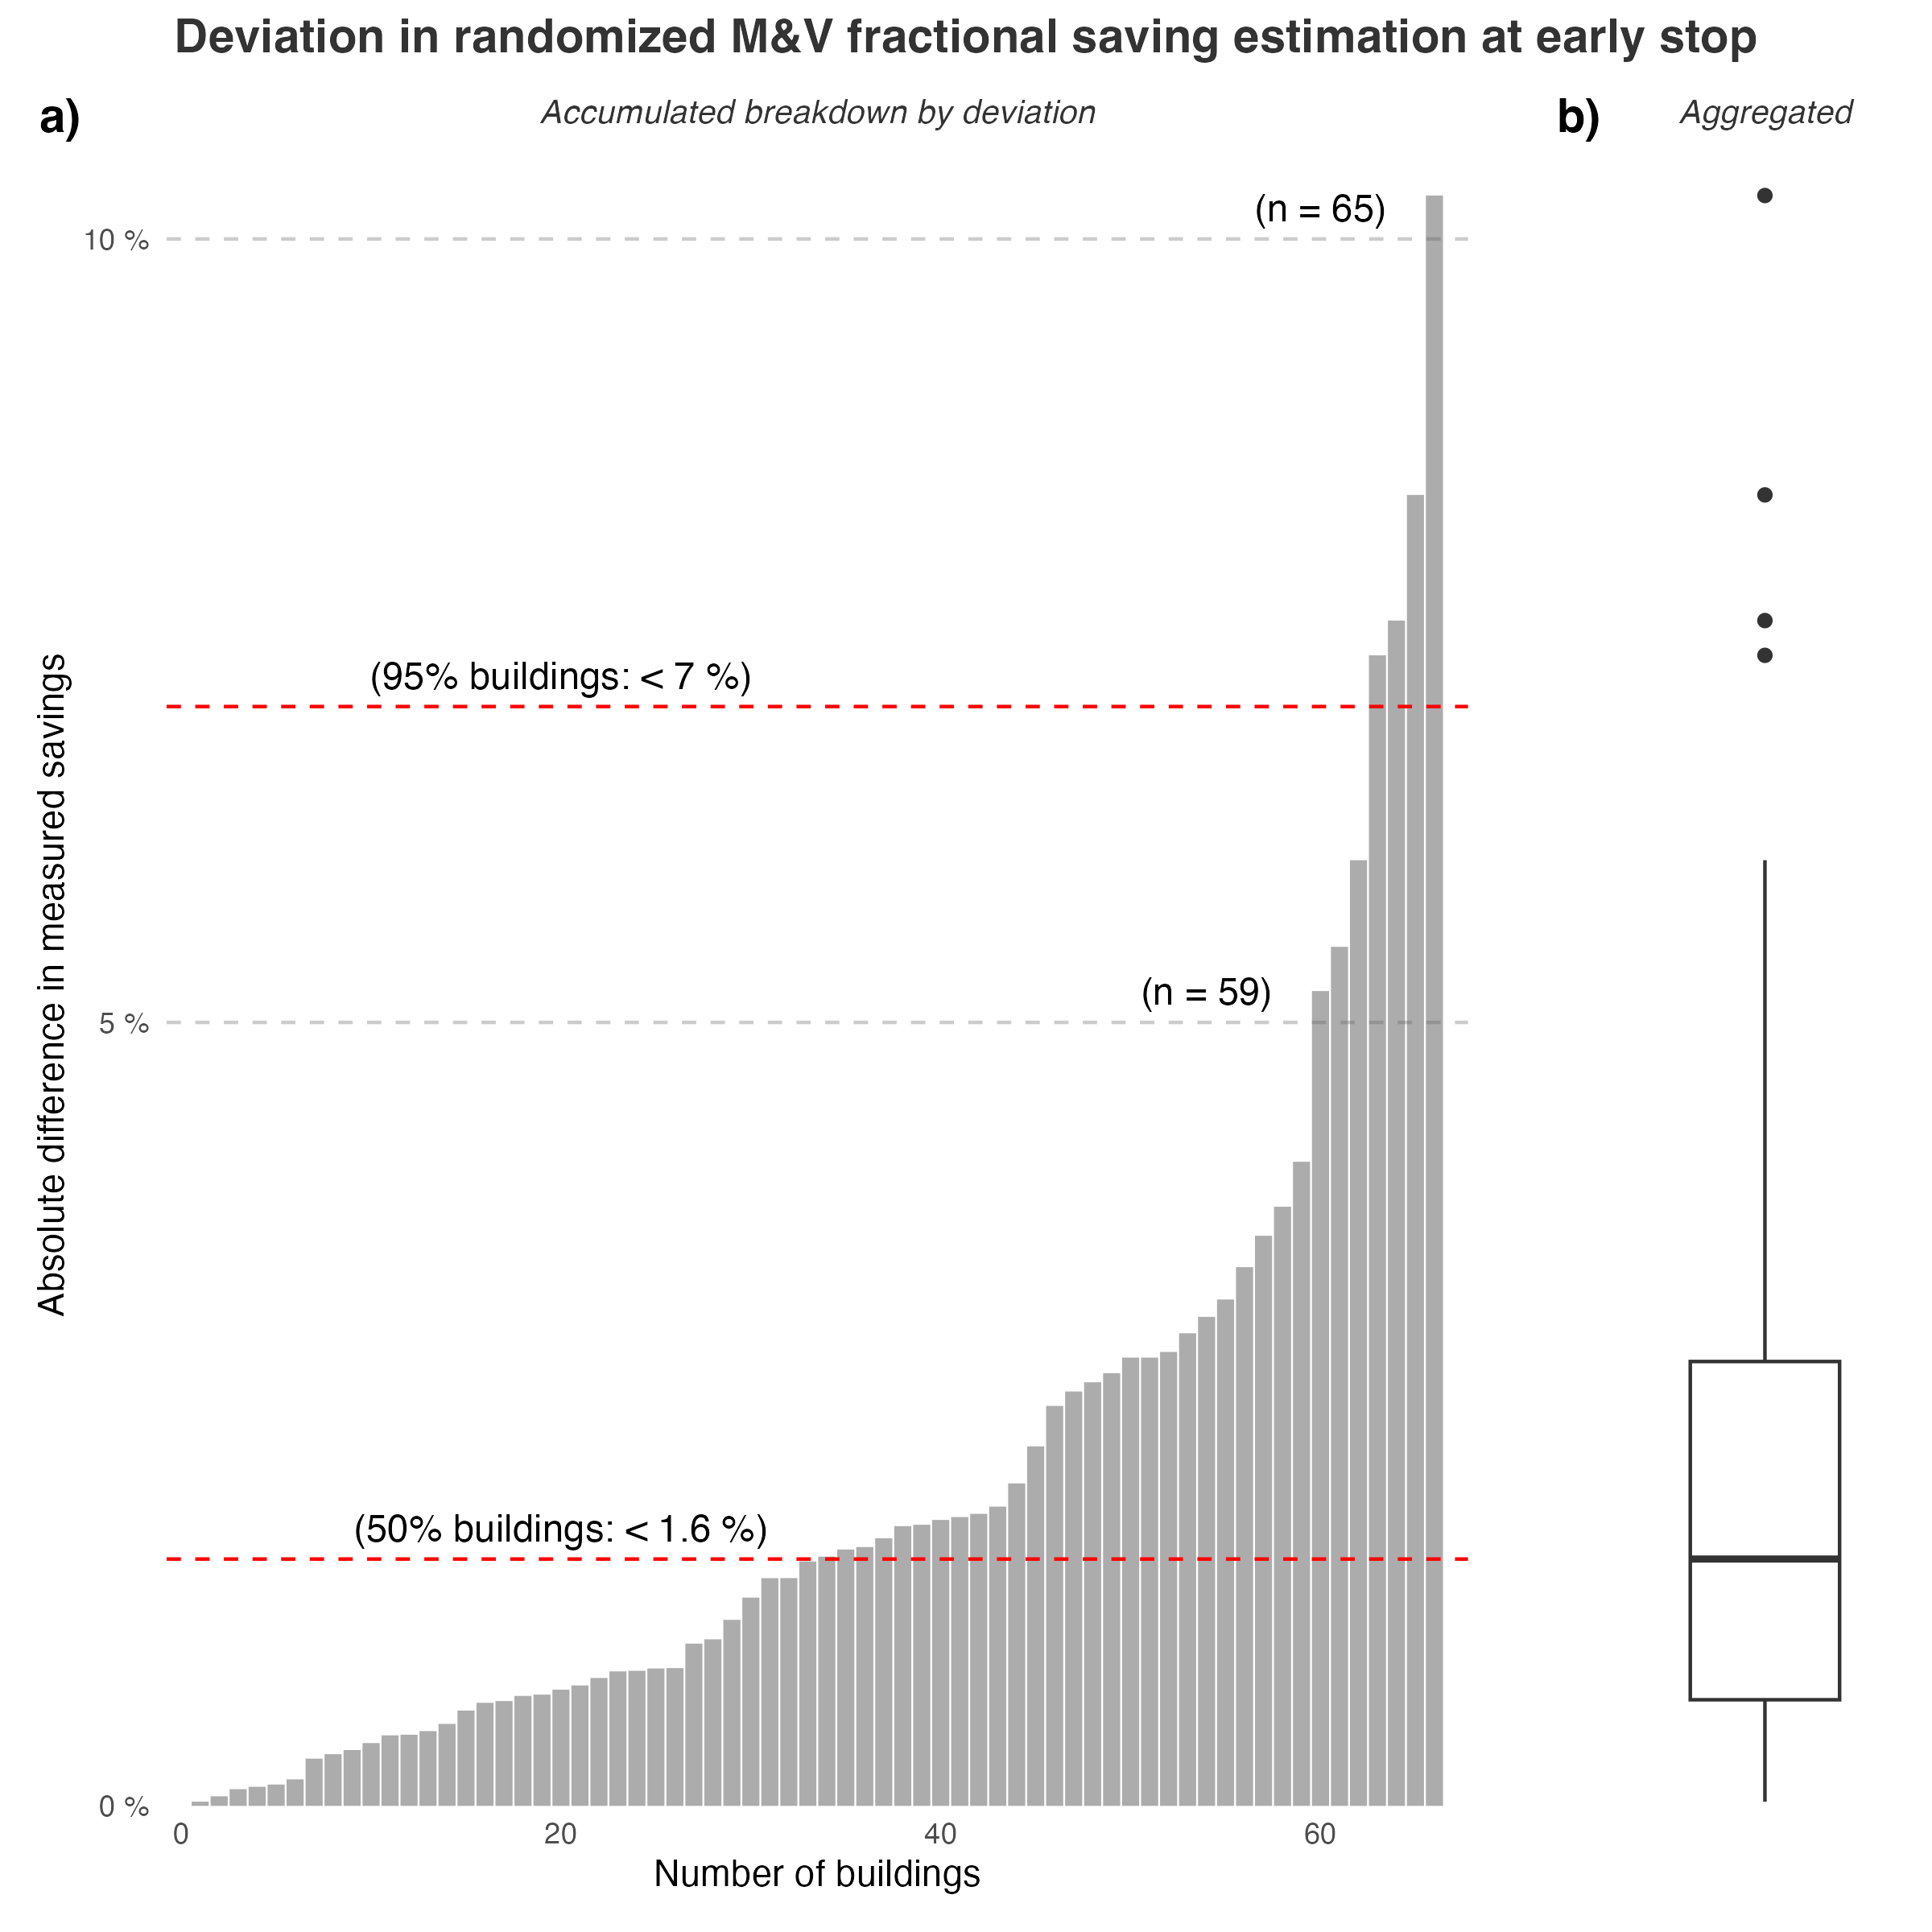 Deviation in randomized M&V fractional saving estimation at early stop
a)
Accumulated breakdown by deviation
b)
Aggregated
(n = 65)
10 %
(95% buildings: < 7 %)
(n = 59)
5 %
(50% buildings: < 1.6 %)
0 %
Absolute difference in measured savings
0
20
40
60
Number of buildings